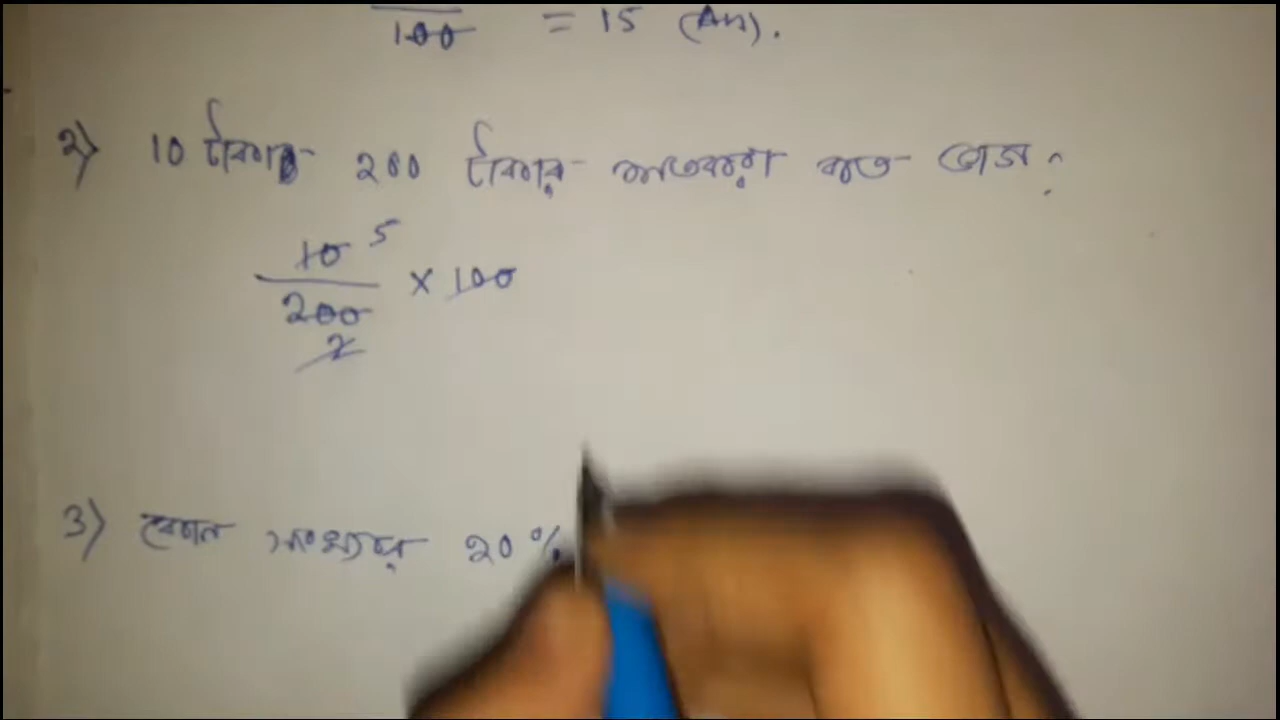 100 = 15 (Ans).
2) 10 টাকার 200 টাকার শতকরা কত ভাগ ?
10 5
200 × 100
2
3) কোন সংখ্যার 20%